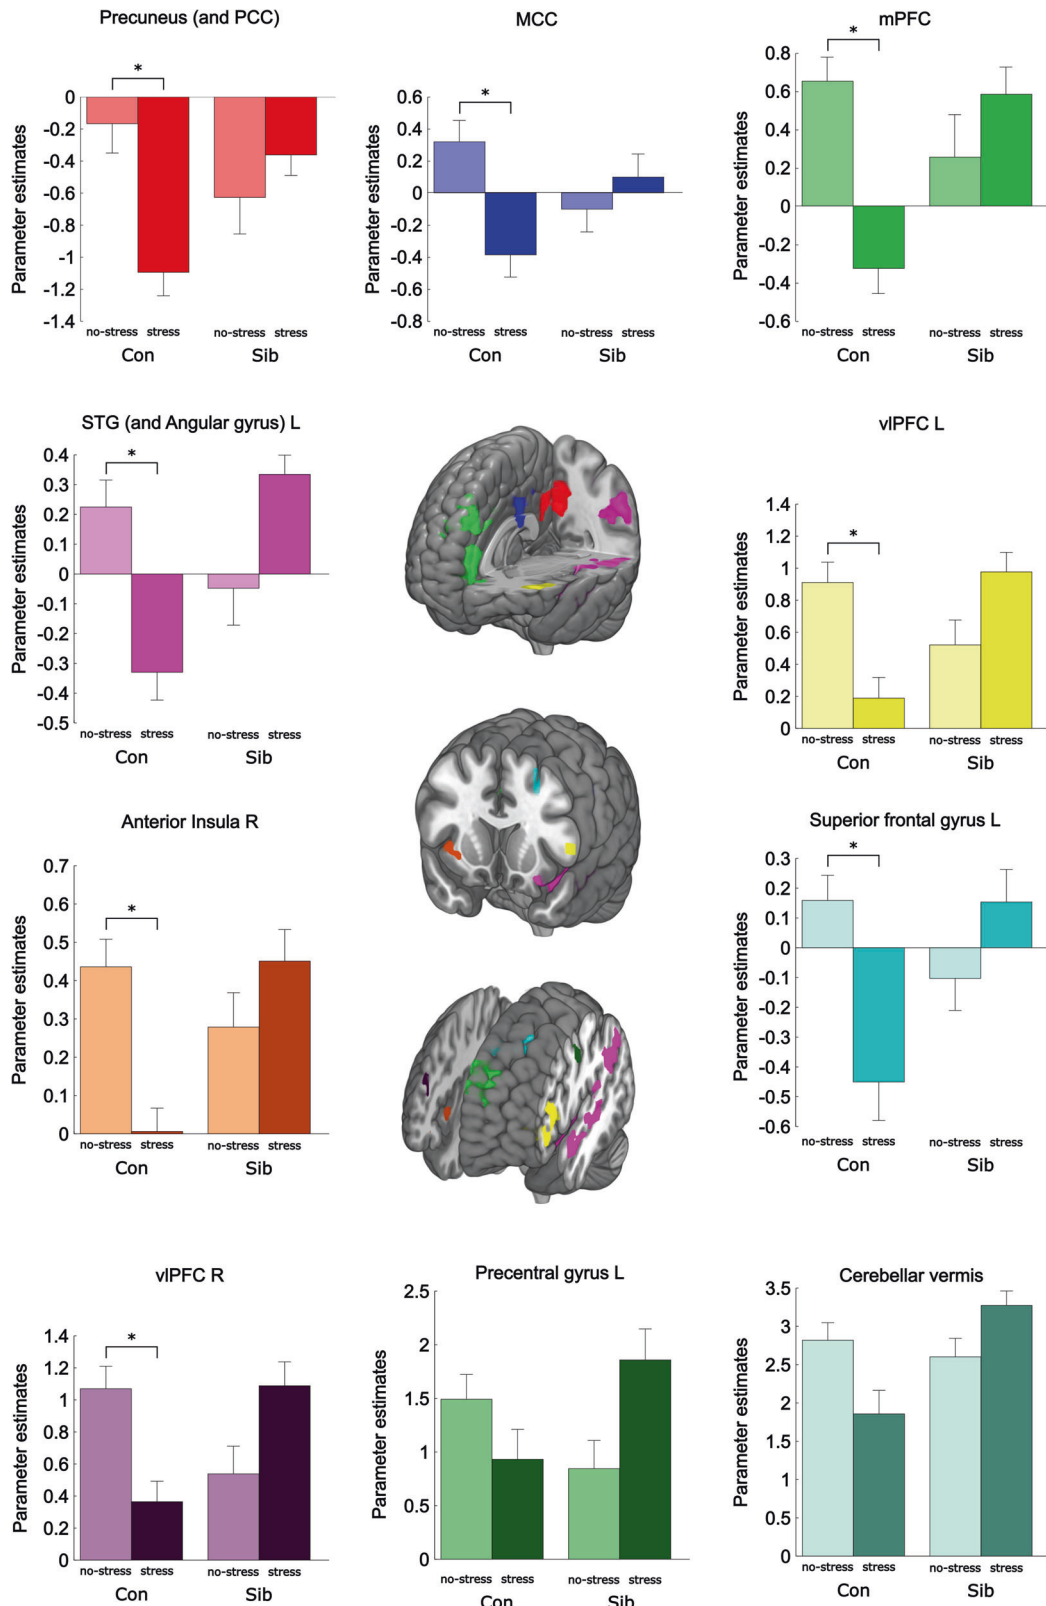 Precuneus (and PCC)
*
Parameter estimates
0
-0.2
-0.4
-0.6
-0.8
-1
-1.2
-1.4
no-stress stress no-stress stress
Con Sib
MCC
*
Parameter estimates
0.6
0.4
0.2
0
-0.2
-0.4
-0.6
-0.8
no-stress stress no-stress stress
Con Sib
mPFC
*
Parameter estimates
0.8
0.6
0.4
0.2
0
-0.2
-0.4
-0.6
no-stress stress no-stress stress
Con Sib
STG (and Angular gyrus) L
*
Parameter estimates
0.4
0.3
0.2
0.1
0
-0.1
-0.2
-0.3
-0.4
-0.5
no-stress stress no-stress stress
Con Sib
vlPFC L
*
Parameter estimates
1.4
1.2
1
0.8
0.6
0.4
0.2
0
no-stress stress no-stress stress
Con Sib
Anterior Insula R
*
Parameter estimates
0.7
0.6
0.5
0.4
0.3
0.2
0.1
0
no-stress stress no-stress stress
Con Sib
Superior frontal gyrus L
*
Parameter estimates
0.3
0.2
0.1
0
-0.1
-0.2
-0.3
-0.4
-0.5
-0.6
no-stress stress no-stress stress
Con Sib
vlPFC R
*
Parameter estimates
1.4
1.2
1
0.8
0.6
0.4
0.2
0
no-stress stress no-stress stress
Con Sib
Precentral gyrus L
Parameter estimates
2.5
2
1.5
1
0.5
0
no-stress stress no-stress stress
Con Sib
Cerebellar vermis
Parameter estimates
3.5
3
2.5
2
1.5
1
0.5
0
no-stress stress no-stress stress
Con Sib